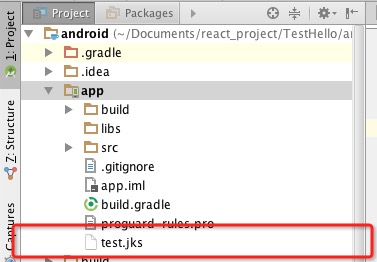 Project
Packages
1: Project
Z: Structure
Captures
android (~/Documents/react_project/TestHello/an
.gradle
.idea
app
build
libs
src
.gitignore
app.iml
build.gradle
proguard-rules.pro
test.jks
build